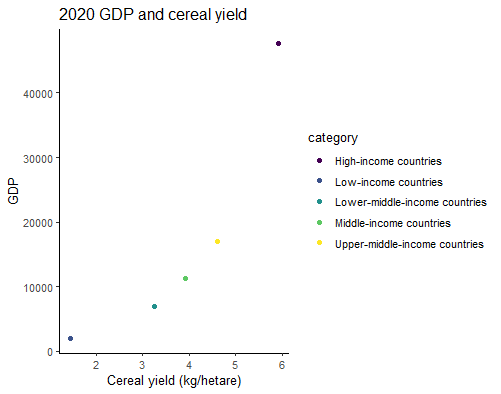 2020 GDP and cereal yield
GDP
40000
30000
20000
10000
0
2 3 4 5 6
Cereal yield (kg/hetare)
category
High-income countries
Low-income countries
Lower-middle-income countries
Middle-income countries
Upper-middle-income countries